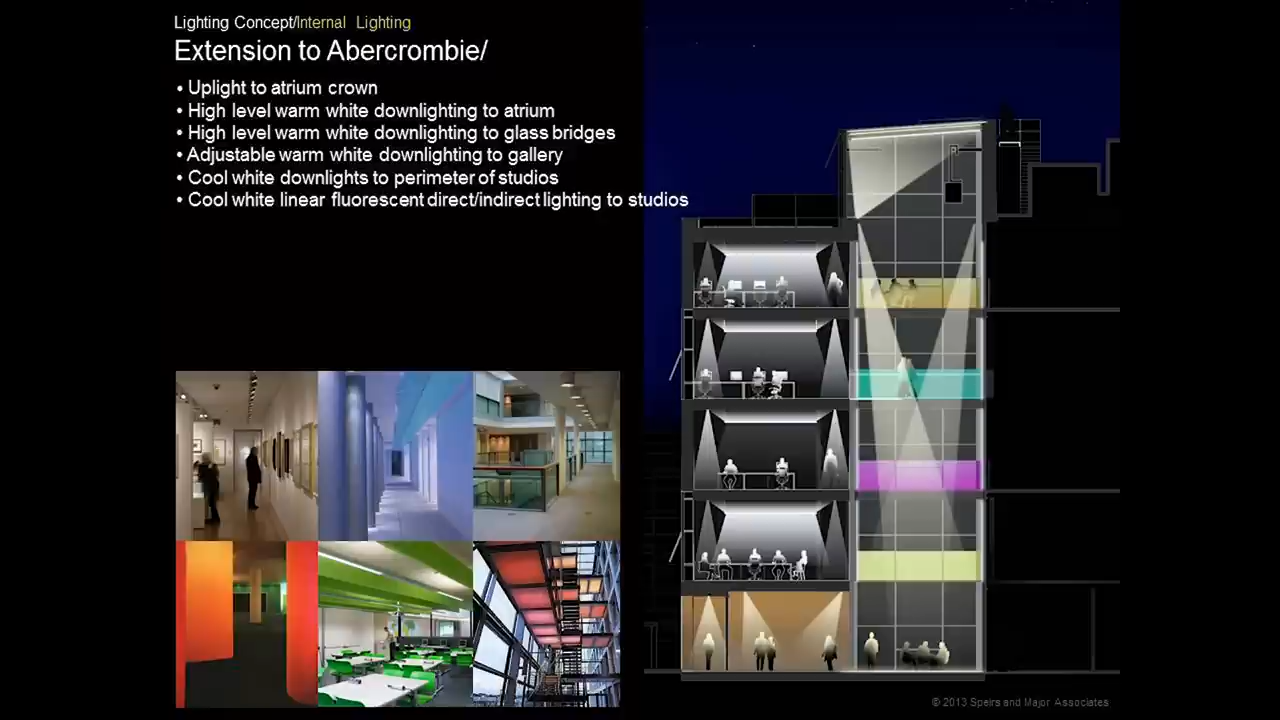 Lighting Concept/Internal Lighting
Extension to Abercrombie/
• Uplight to atrium crown
• High level warm white downlighting to atrium
• High level warm white downlighting to glass bridges
• Adjustable warm white downlighting to gallery
• Cool white downlights to perimeter of studios
• Cool white linear fluorescent direct/indirect lighting to studios
© 2013 Speirs and Major Associates